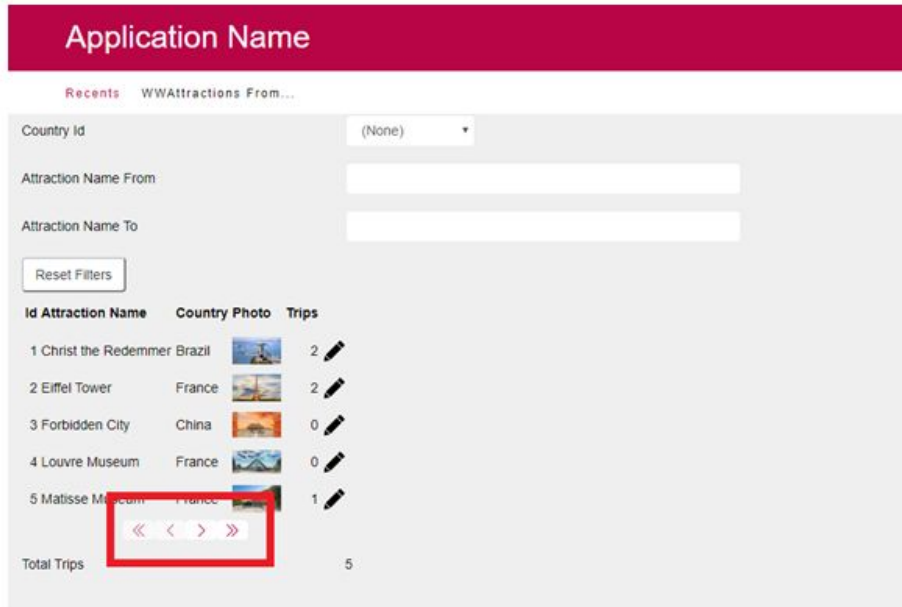 Application Name
Recents WWAttractions From...
Country Id (None)
Attraction Name From
Attraction Name To
Reset Filters
Id Attraction Name Country Photo Trips
1 Christ the Redemmer Brazil 2
2 Eiffel Tower France 2
3 Forbidden City China 0
4 Louvre Museum France 0
5 Matisse Museum France 1
Total Trips 5